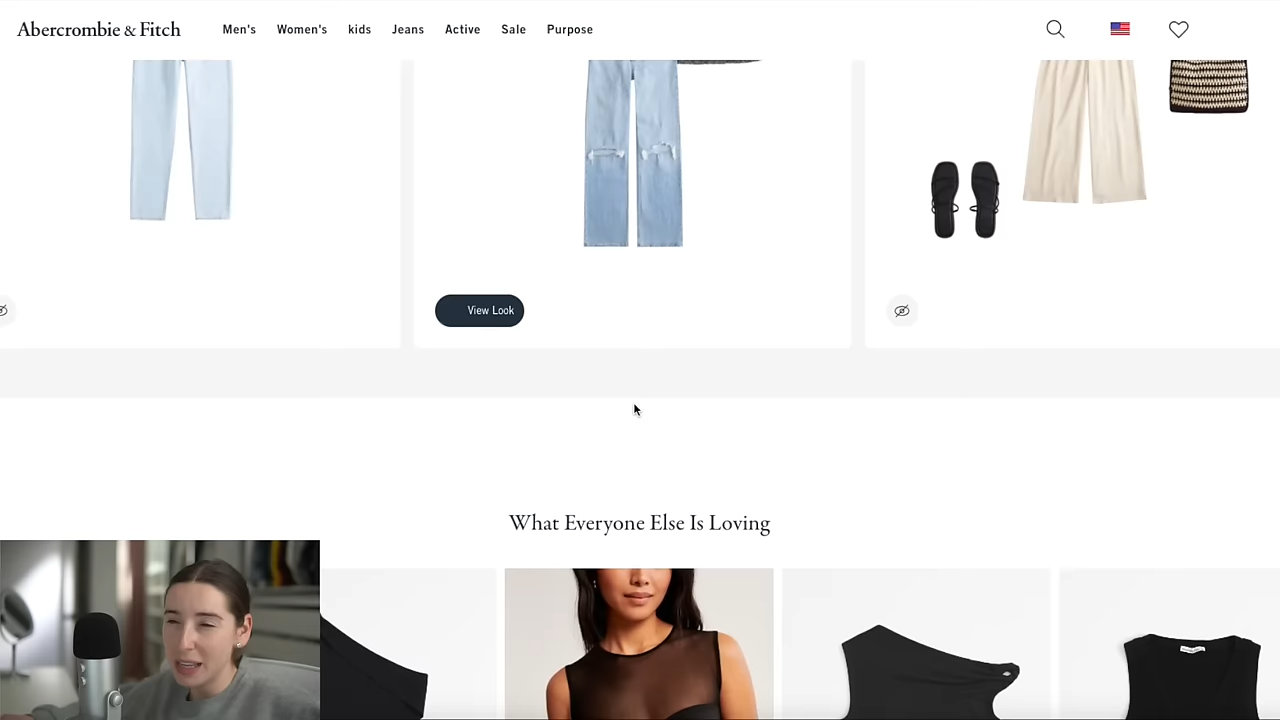 Abercrombie & Fitch
Men's Women's kids Jeans Active Sale Purpose
View Look
What Everyone Else Is Loving